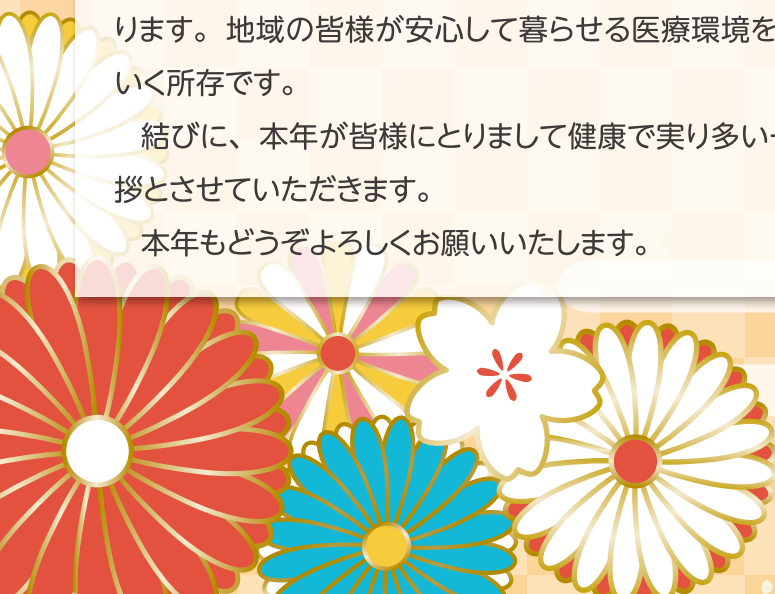 ります。地域の皆様が安心して暮らせる医療環境を
いく所存です。
結びに、本年が皆様にとりまして健康で実り多い
拶とさせていただきます。
本年もどうぞよろしくお願いいたします。